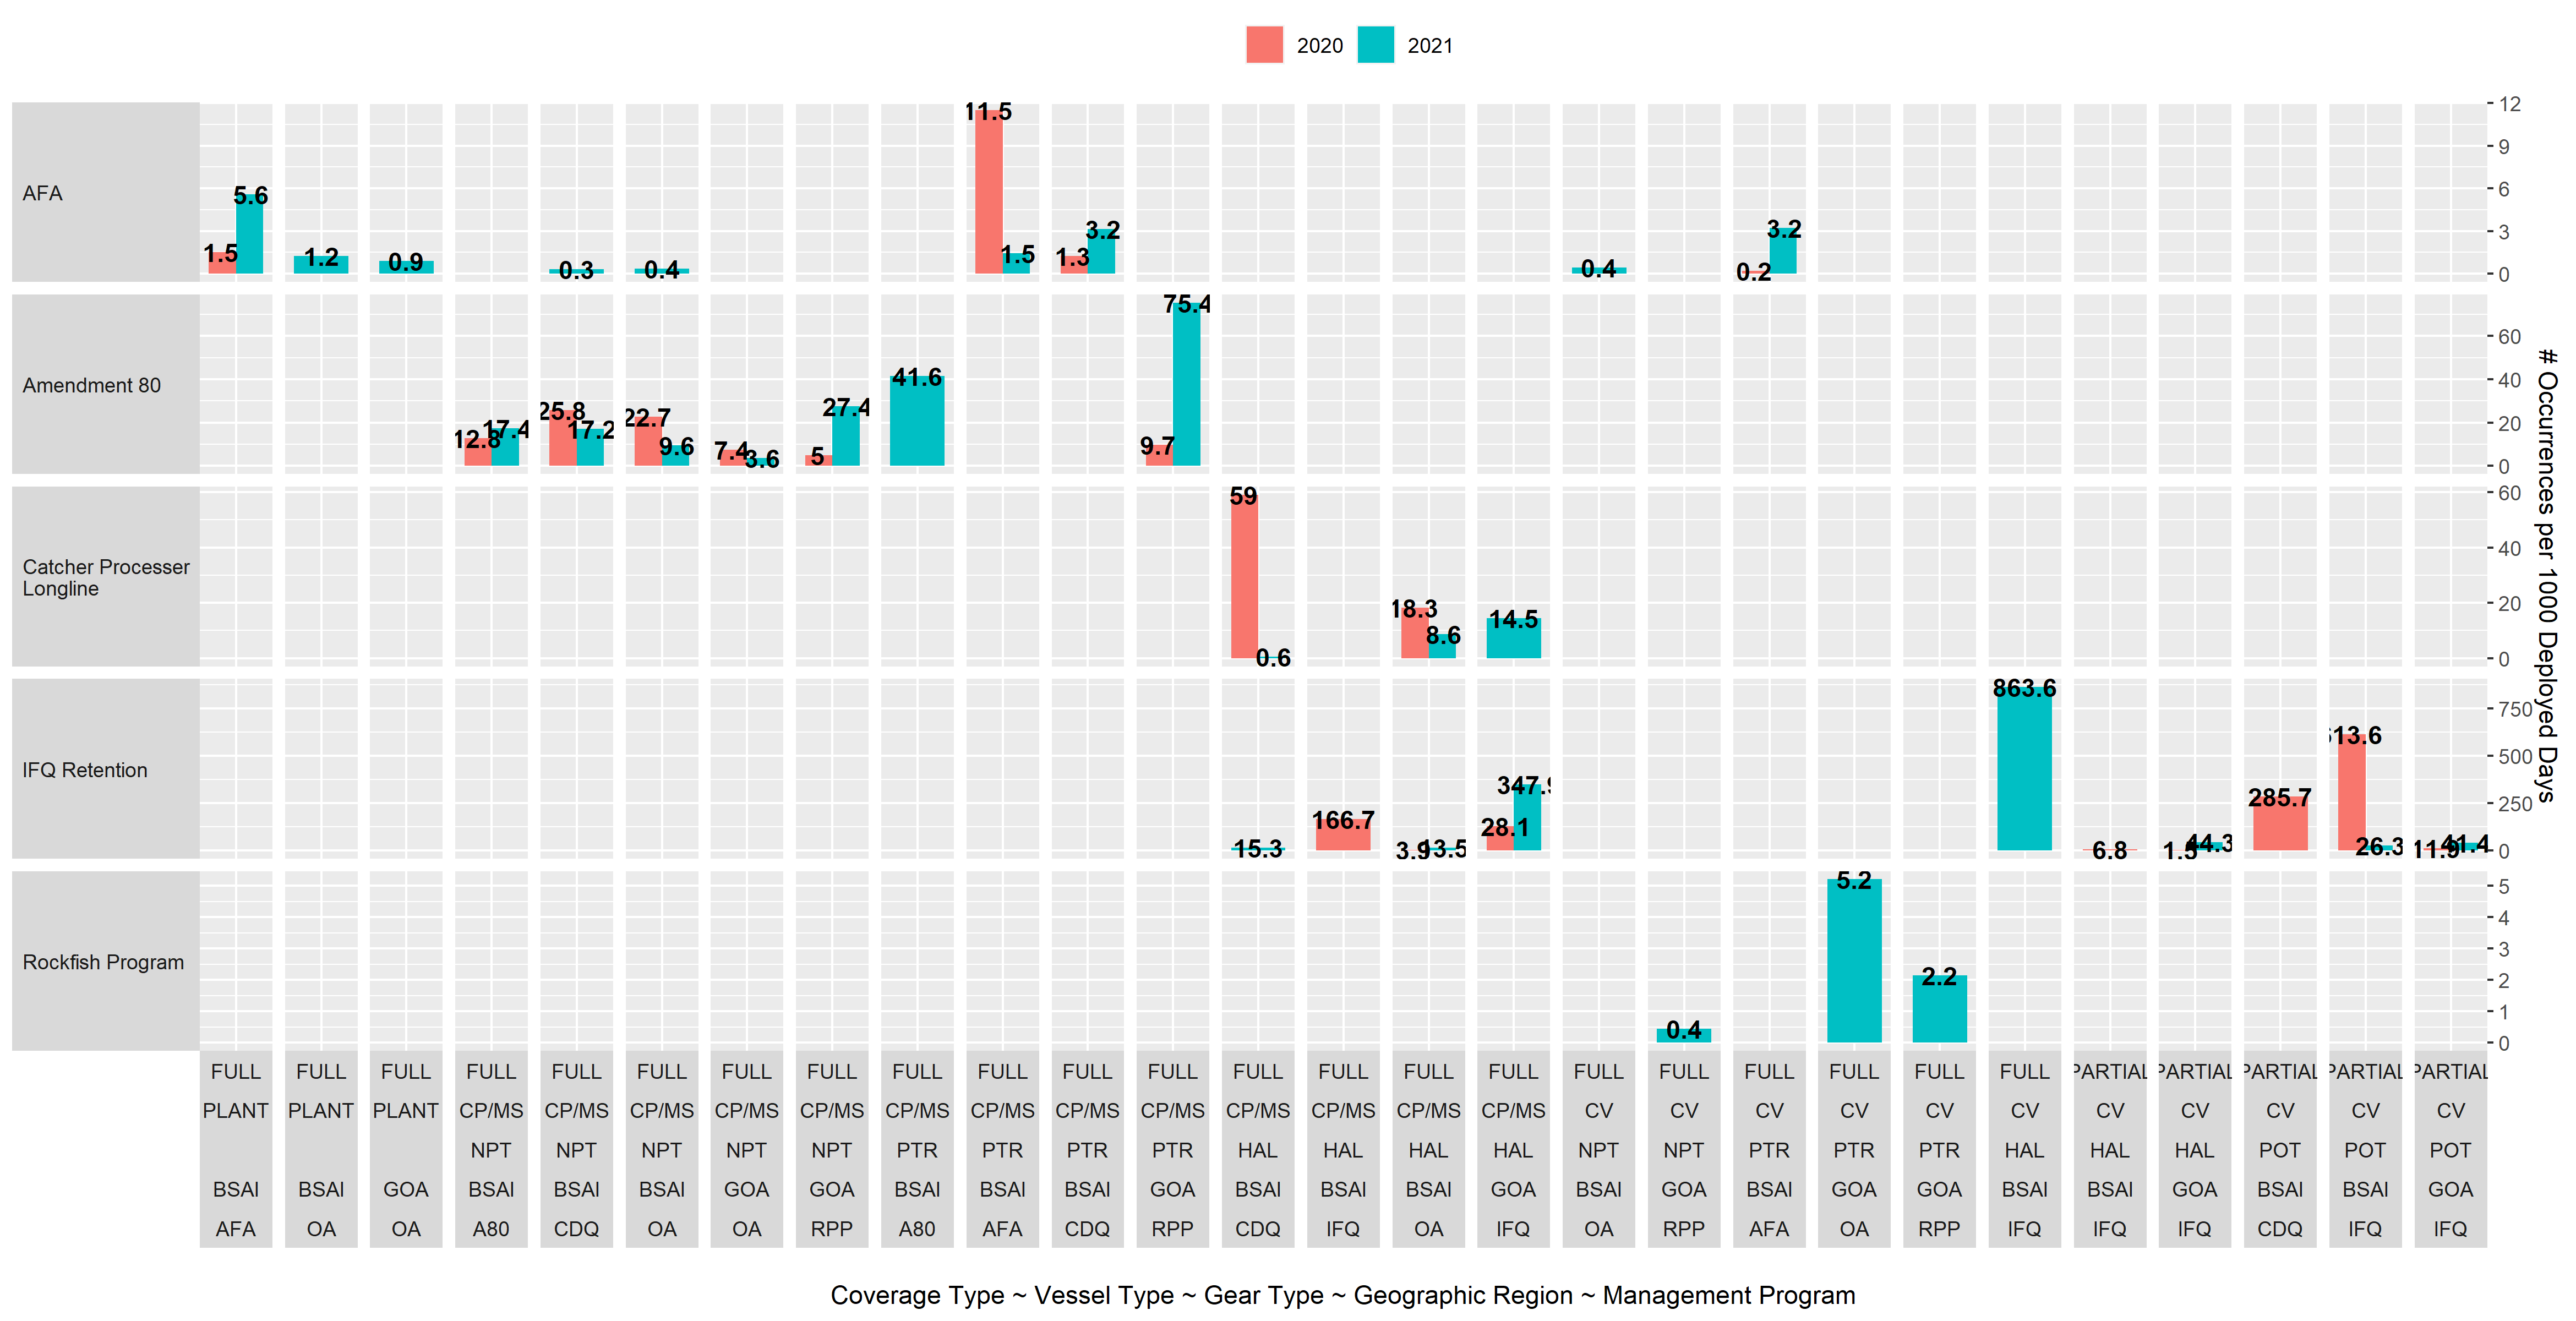 2020 2021
AFA
1.5 5.6 1.2 0.9 0.3 0.4 11.5 1.5 1.3 3.2 0.4 0.2 3.2
12
9
6
3
0
Amendment 80
12.8 17.4 25.8 17.2 22.7 9.6 7.4 3.6 5 27.4 41.6 9.7 75.4
60
40
20
0
Catcher Processer
Longline
59 0.6 18.3 8.6 14.5
60
40
20
0
IFQ Retention
15.3 166.7 3.9 13.5 28.1 347.9 863.6 6.8 1.5 44.3 285.7 613.6 26.3 11.9 41.4
750
500
250
0
Rockfish Program
0.4 5.2 2.2
5
4
3
2
1
0
# Occurrences per 1000 Deployed Days
FULL FULL FULL FULL FULL FULL FULL FULL FULL FULL FULL FULL FULL FULL FULL FULL FULL FULL FULL FULL FULL FULL PARTIAL PARTIAL PARTIAL PARTIAL PARTIAL
PLANT PLANT PLANT CP/MS CP/MS CP/MS CP/MS CP/MS CP/MS CP/MS CP/MS CP/MS CP/MS CP/MS CP/MS CP/MS CV CV CV CV CV CV CV CV CV CV CV
NPT NPT NPT NPT NPT PTR PTR PTR PTR HAL HAL HAL HAL NPT NPT PTR PTR PTR HAL HAL HAL POT POT POT
BSAI BSAI GOA BSAI BSAI BSAI GOA GOA BSAI BSAI BSAI GOA BSAI BSAI BSAI GOA BSAI GOA BSAI GOA GOA BSAI BSAI GOA BSAI BSAI GOA
AFA OA OA A80 CDQ OA OA RPP A80 AFA CDQ RPP CDQ IFQ OA IFQ OA RPP AFA OA RPP IFQ IFQ IFQ CDQ IFQ IFQ
Coverage Type ~ Vessel Type ~ Gear Type ~ Geographic Region ~ Management Program